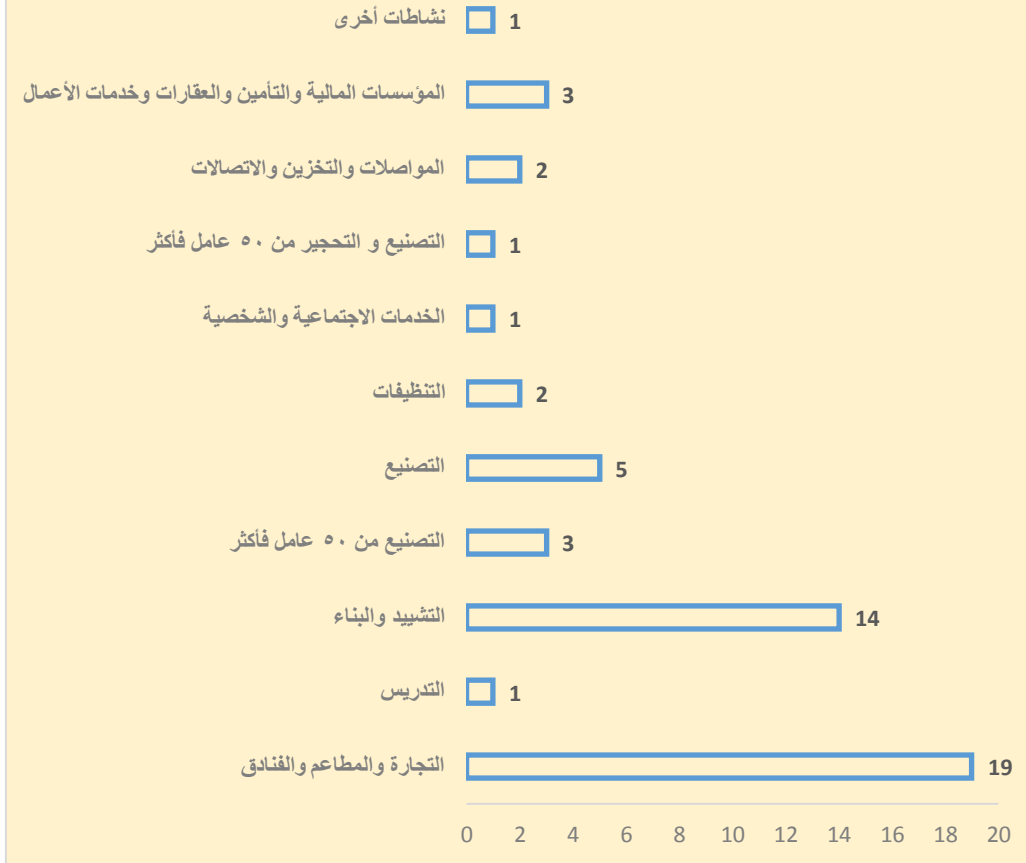 نشاطات أخرى 1
المؤسسات المالية والتأمين والعقارات وخدمات الأعمال 3
المواصلات والتخزين والاتصالات 2
التصنيع و التحجير من ٥٠ عامل فأكثر 1
الخدمات الاجتماعية والشخصية 1
التنظيفات 2
التصنيع 5
التصنيع من ٥٠ عامل فأكثر 3
التشييد والبناء 14
التدريس 1
التجارة والمطاعم والفنادق 19
0 2 4 6 8 10 12 14 16 18 20